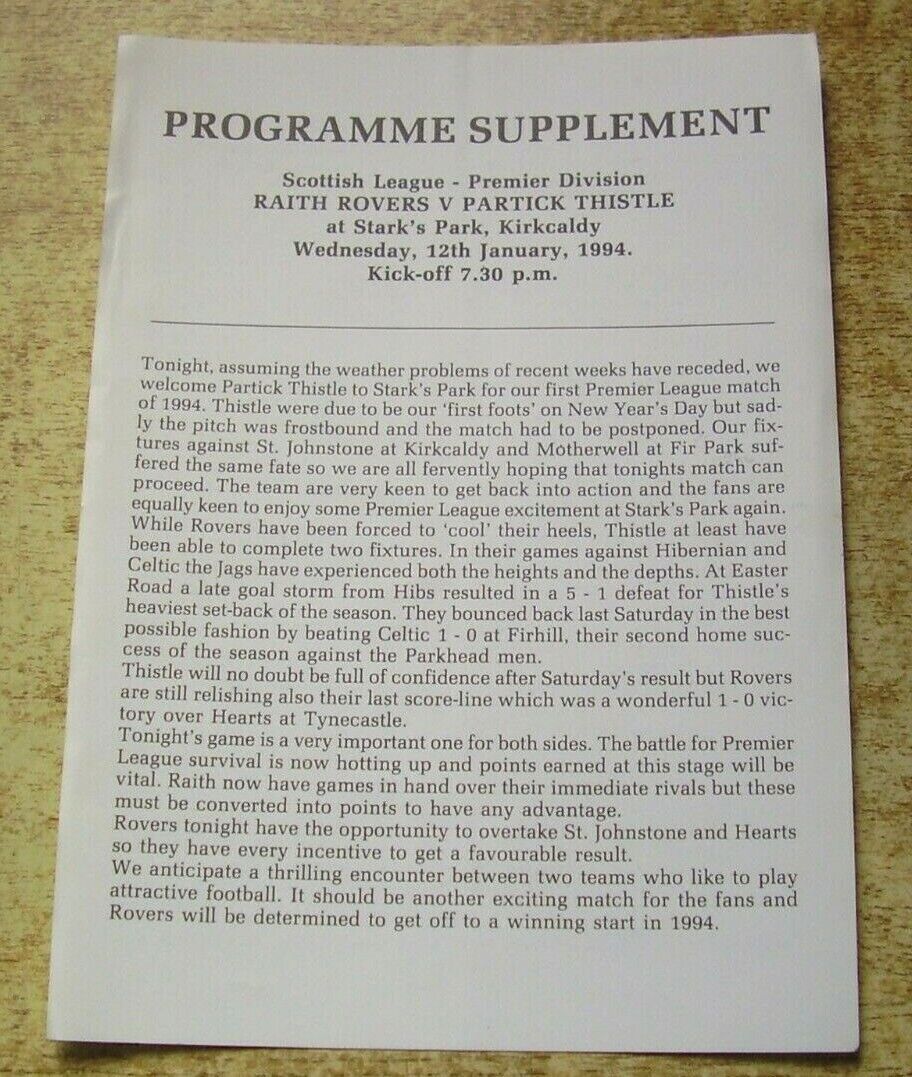 PROGRAMME SUPPLEMENT
Scottish League - Premier Division
RAITH ROVERS V PARTICK THISTLE
at Stark's Park, Kirkcaldy
Wednesday, 12th January, 1994.
Kick-off 7.30 p.m.
Tonight, assuming the weather problems of recent weeks have receded, we
welcome Partick Thistle to Stark's Park for our first Premier League match
of 1994. Thistle were due to be our 'first foots' on New Year's Day but sad-
ly the pitch was frostbound and the match had to be postponed. Our fix-
tures against St. Johnstone at Kirkcaldy and Motherwell at Fir Park suf-
fered the same fate so we are all fervently hoping that tonights match can
proceed. The team are very keen to get back into action and the fans are
equally keen to enjoy some Premier League excitement at Stark's Park again.
While Rovers have been forced to 'cool' their heels, Thistle at least have
been able to complete two fixtures. In their games against Hibernian and
Celtic the Jags have experienced both the heights and the depths. At Easter
Road a late goal storm from Hibs resulted in a 5 - 1 defeat for Thistle's
heaviest set-back of the season. They bounced back last Saturday in the best
possible fashion by beating Celtic 1 - 0 at Firhill, their second home suc-
cess of the season against the Parkhead men.
Thistle will no doubt be full of confidence after Saturday's result but Rovers
are still relishing also their last score-line which was a wonderful 1 - 0 vic-
tory over Hearts at Tynecastle.
Tonight's game is a very important one for both sides. The battle for Premier
League survival is now hotting up and points earned at this stage will be
vital. Raith now have games in hand over their immediate rivals but these
must be converted into points to have any advantage.
Rovers tonight have the opportunity to overtake St. Johnstone and Hearts
so they have every incentive to get a favourable result.
We anticipate a thrilling encounter between two teams who like to play
attractive football. It should be another exciting match for the fans and
Rovers will be determined to get off to a winning start in 1994.